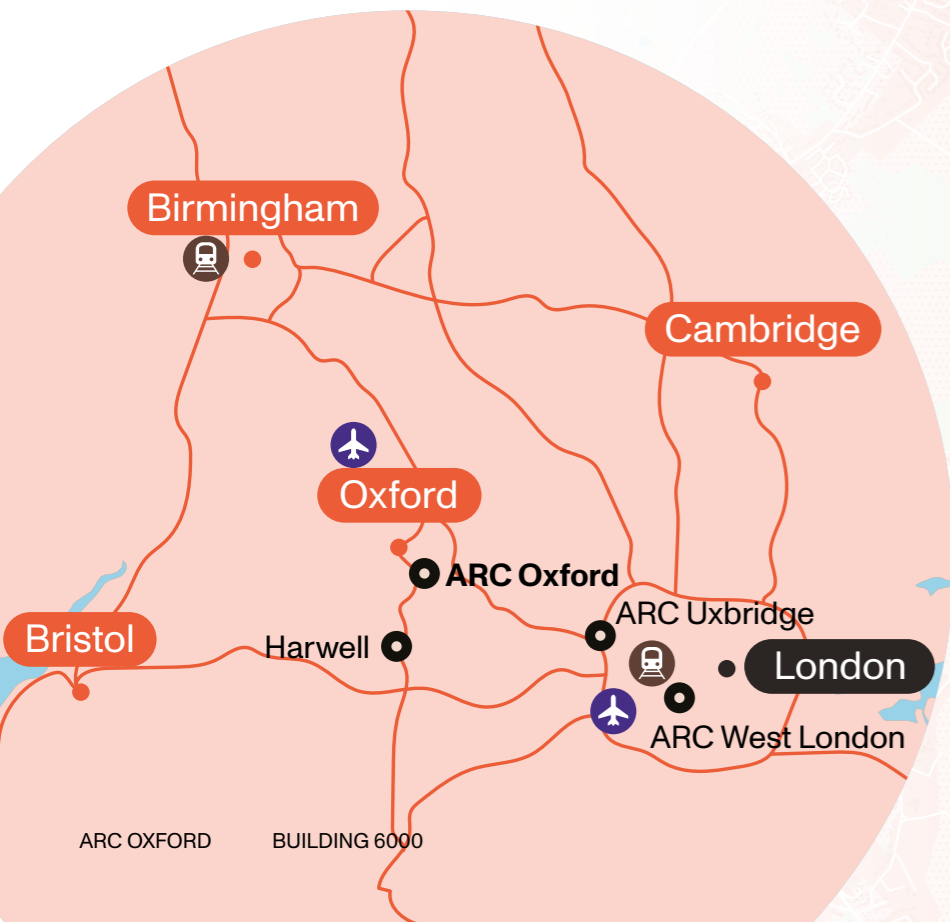 Birmingham
Cambridge
Oxford
ARC Oxford
ARC Uxbridge
Bristol
Harwell
London
ARC West London
ARC OXFORD
BUILDING 6000